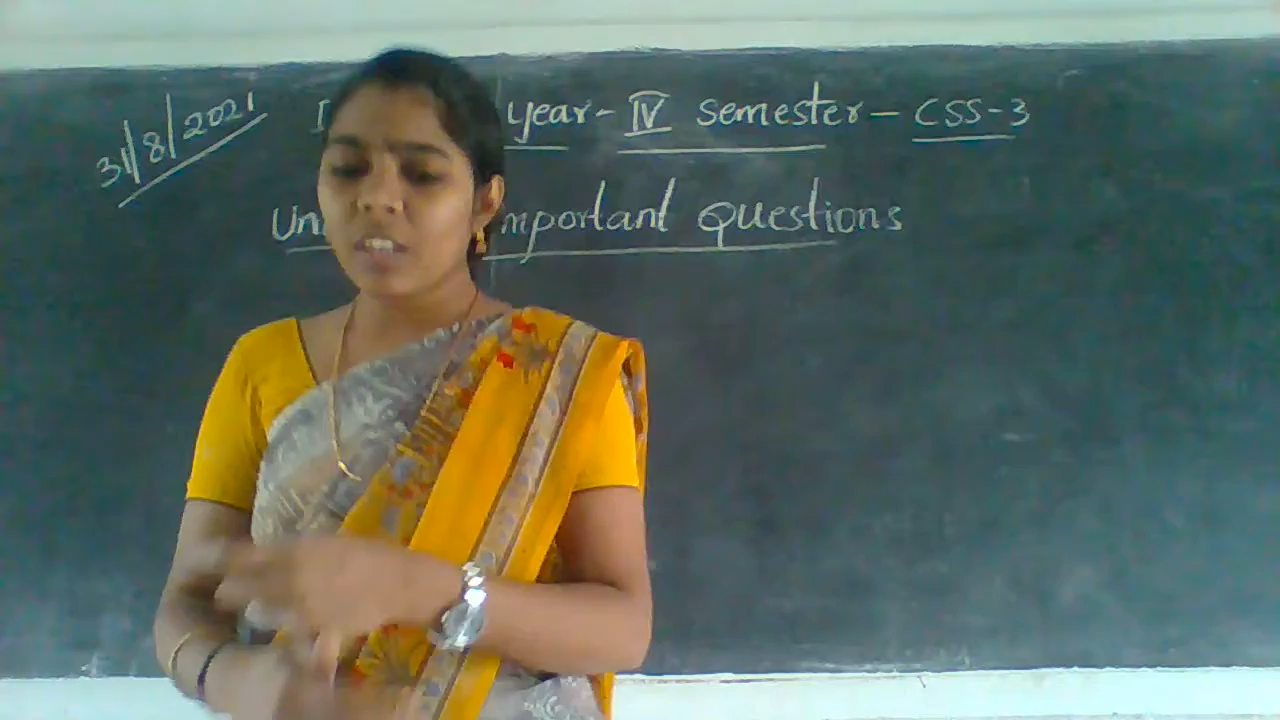 31/8/2021
year - IV semester - CSS-3
Important Questions